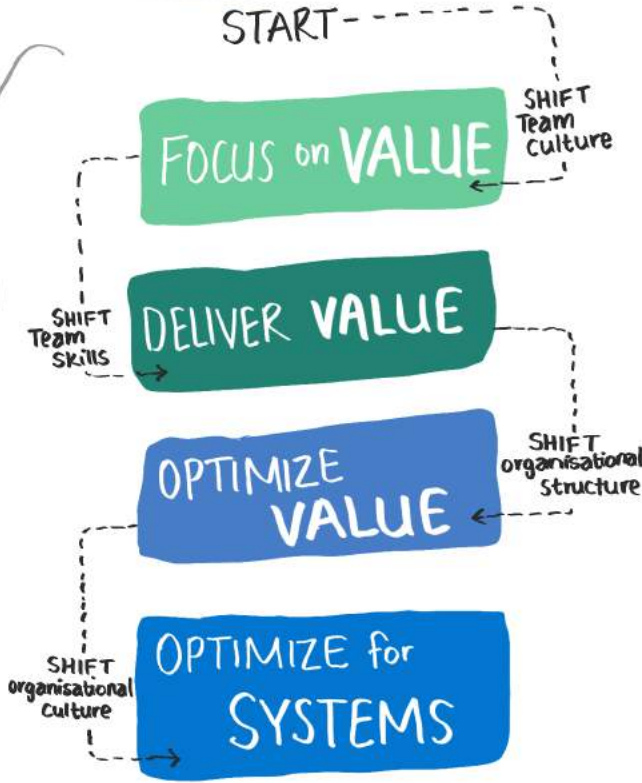 START
SHIFT
Team
culture
FOCUS on VALUE
SHIFT
Team
skills
DELIVER VALUE
SHIFT
organisational
structure
OPTIMIZE
VALUE
SHIFT
organisational
culture
OPTIMIZE for
SYSTEMS